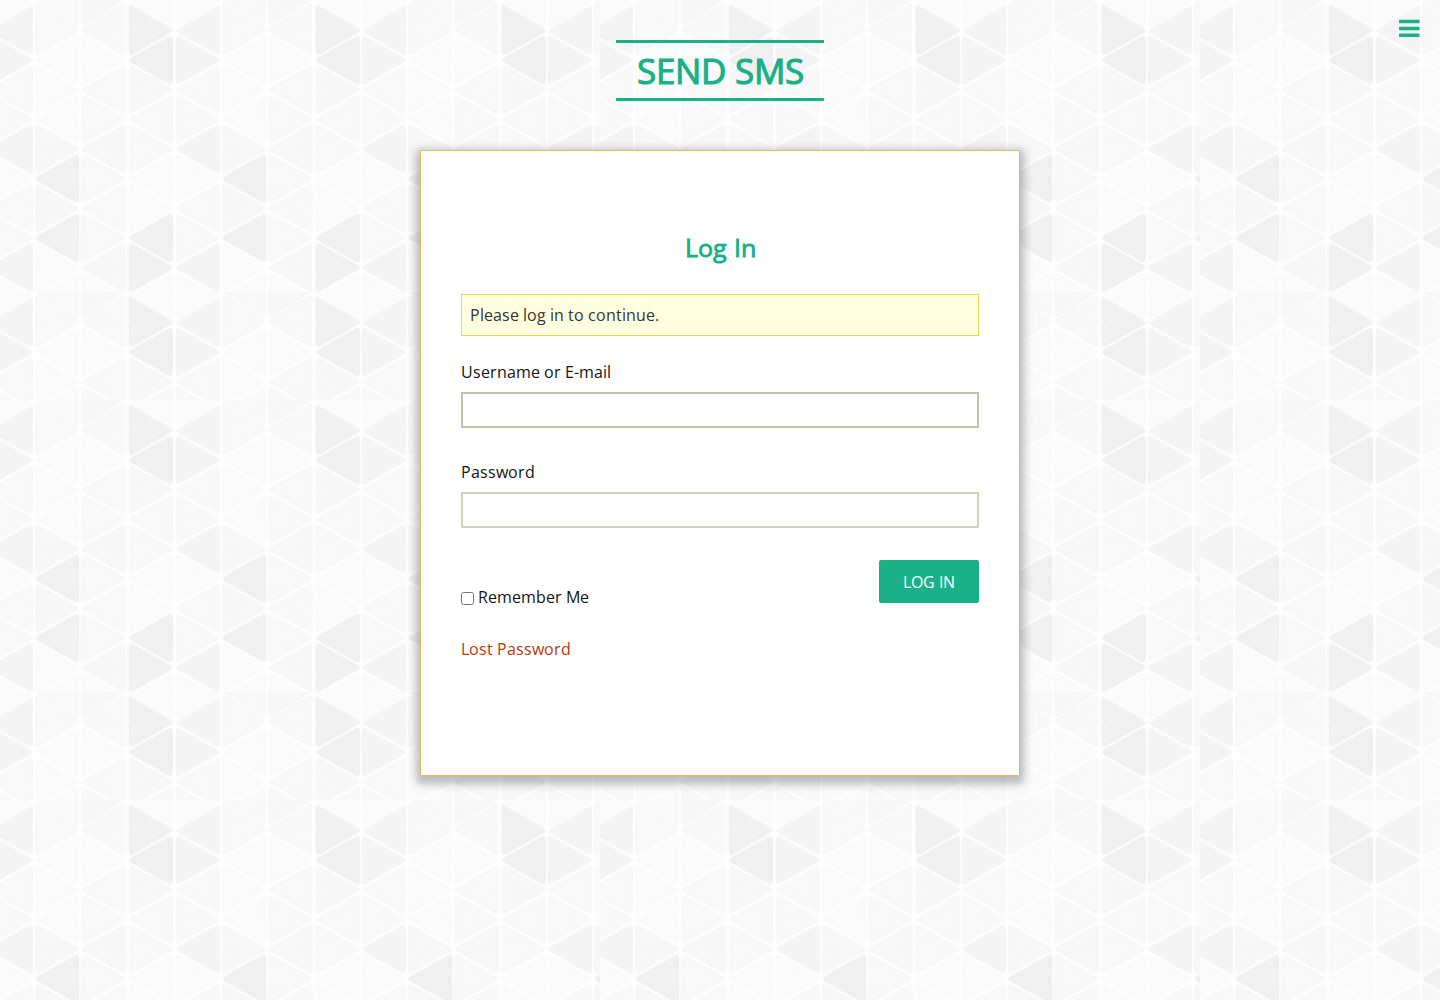 SEND SMS
Log In
Please log in to continue.
Username or E-mail
Password
LOG IN
Remember Me
Lost Password